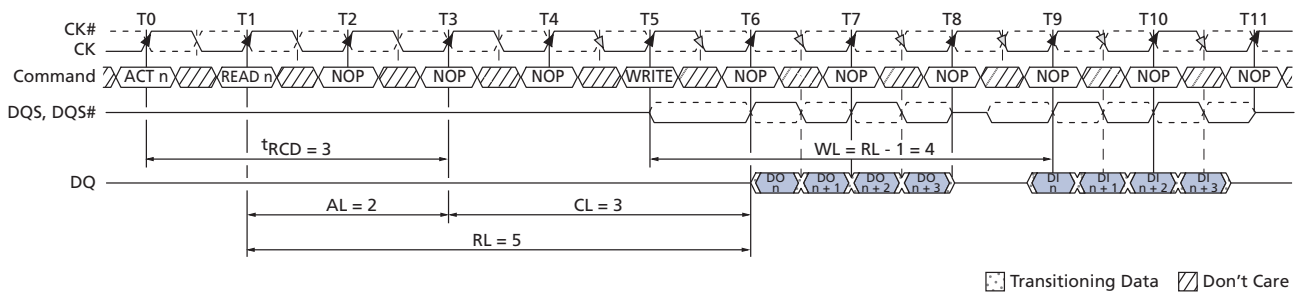 T0 T1 T2 T3 T4 T5 T6 T7 T8 T9 T10 T11
CK#
CK
Command ACT n READ n NOP NOP NOP WRITE NOP NOP NOP NOP NOP NOP
DQS, DQS#
tRCD = 3 WL = RL - 1 = 4
DQ DO n DO n + 1 DO n + 2 DO n + 3 DI n DI n + 1 DI n + 2 DI n + 3
AL = 2 CL = 3
RL = 5
Transitioning Data Don't Care